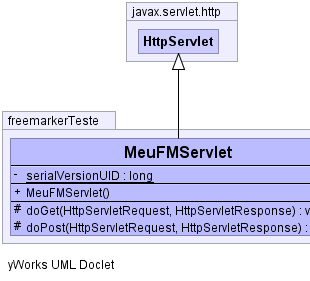 javax.servlet.http
HttpServlet
freemarkerTeste
MeuFMServlet
- serialVersionUID : long
+ MeuFMServlet()
# doGet(HttpServletRequest, HttpServletResponse) :
# doPost(HttpServletRequest, HttpServletResponse) :
yWorks UML Doclet